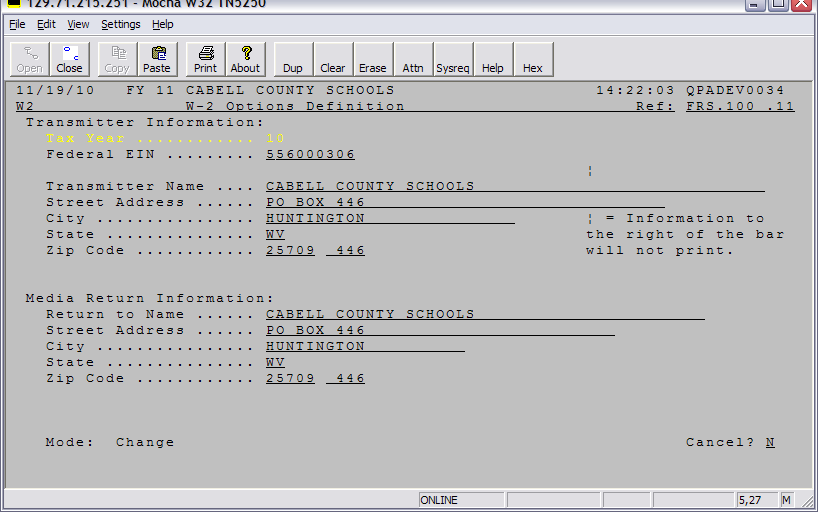 129.71.215.251 - Mocha W32 TN5250
File Edit View Settings Help
Open Close Copy Paste Print About Dup Clear Erase Attn Sysreq Help Hex
11/19/10 FY 11 CABELL COUNTY SCHOOLS 14:22:03 QPADEV0034
W2 W-2 Options Definition Ref: FRS.100 .11
Transmitter Information:
Tax Year ............ 10
Federal EIN ......... 556000306
¦
Transmitter Name .... CABELL COUNTY SCHOOLS
Street Address ...... PO BOX 446
City ................ HUNTINGTON ¦ = Information to
State ............... WV the right of the bar
Zip Code ............ 25709 446 will not print.
Media Return Information:
Return to Name ...... CABELL COUNTY SCHOOLS
Street Address ...... PO BOX 446
City ................ HUNTINGTON
State ............... WV
Zip Code ............ 25709 446
Mode: Change Cancel? N
ONLINE 5,27 M